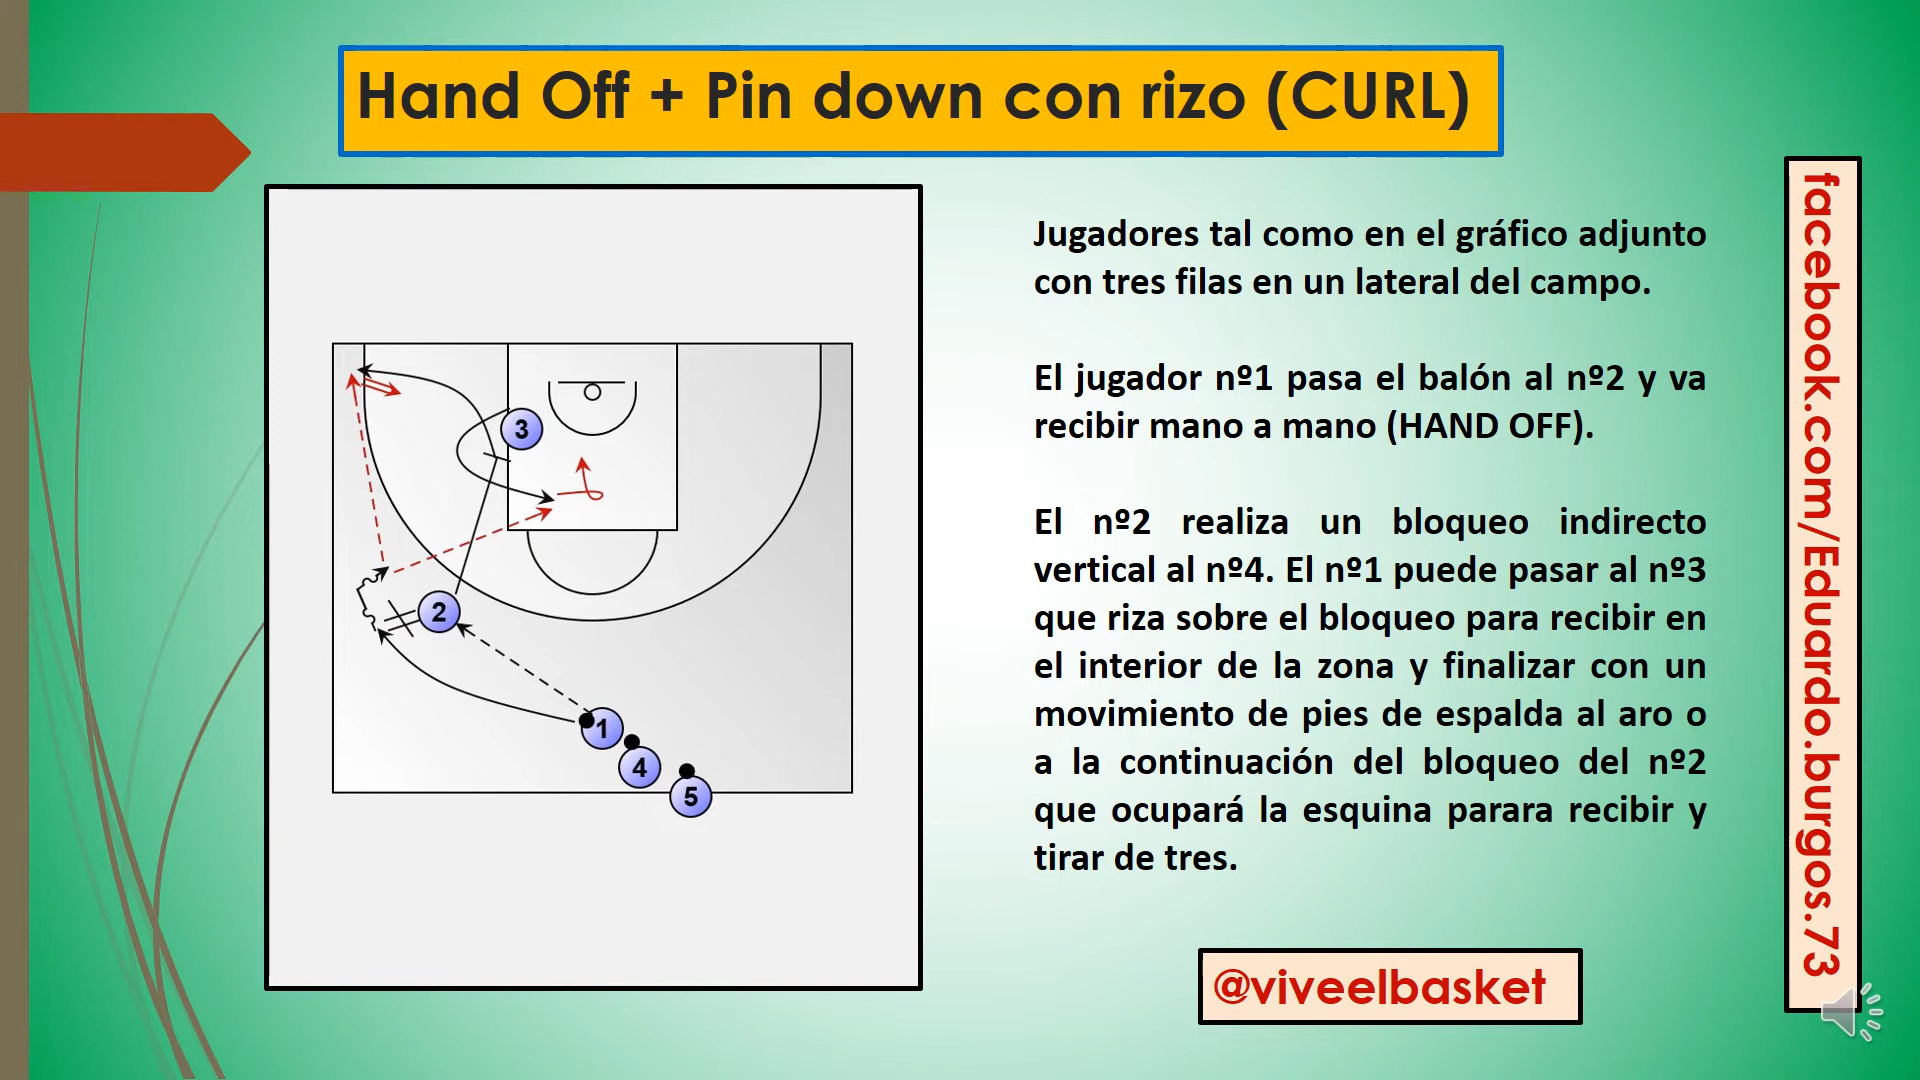 Hand Off + Pin down con rizo (CURL)
Jugadores tal como en el gráfico adjunto
con tres filas en un lateral del campo.
El jugador nº1 pasa el balón al nº2 y va
recibir mano a mano (HAND OFF).
El nº2 realiza un bloqueo indirecto
vertical al nº4. El nº1 puede pasar al nº3
que riza sobre el bloqueo para recibir en
el interior de la zona y finalizar con un
movimiento de pies de espalda al aro o
a la continuación del bloqueo del nº2
que ocupará la esquina parara recibir y
tirar de tres.
3
2
1
4
5
@viveelbasket
facebook.com/Eduardo.burgos.73